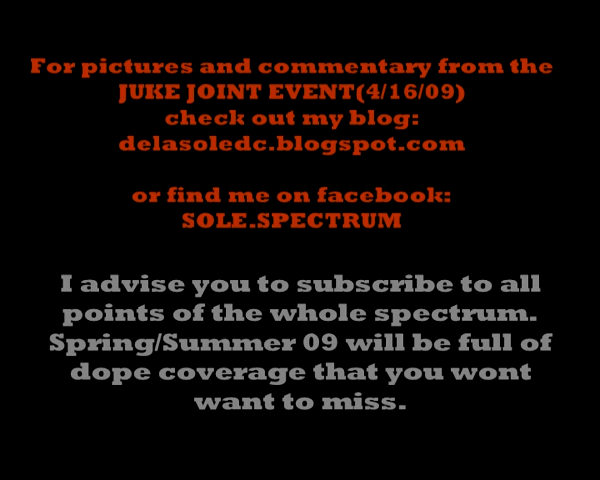 For pictures and commentary from the
JUKE JOINT EVENT(4/16/09)
check out my blog:
delasoledc.blogspot.com
or find me on facebook:
SOLE.SPECTRUM
I advise you to subscribe to all
points of the whole spectrum.
Spring/Summer 09 will be full of
dope coverage that you wont
want to miss.